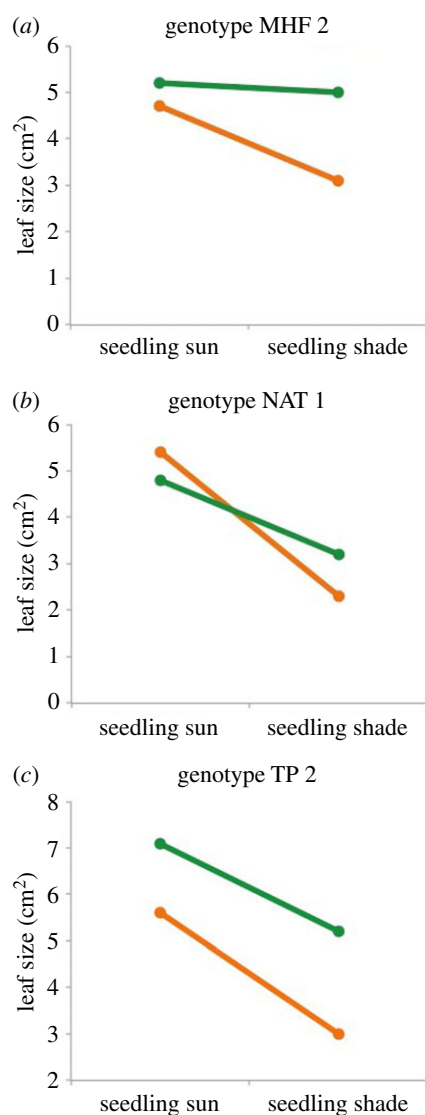 (a) genotype MHF 2
6
5
4
3
2
1
0
leaf size (cm²)
seedling sun seedling shade
(b) genotype NAT 1
6
5
4
3
2
1
0
leaf size (cm²)
seedling sun seedling shade
(c) genotype TP 2
8
7
6
5
4
3
2
leaf size (cm²)
seedling sun seedling shade